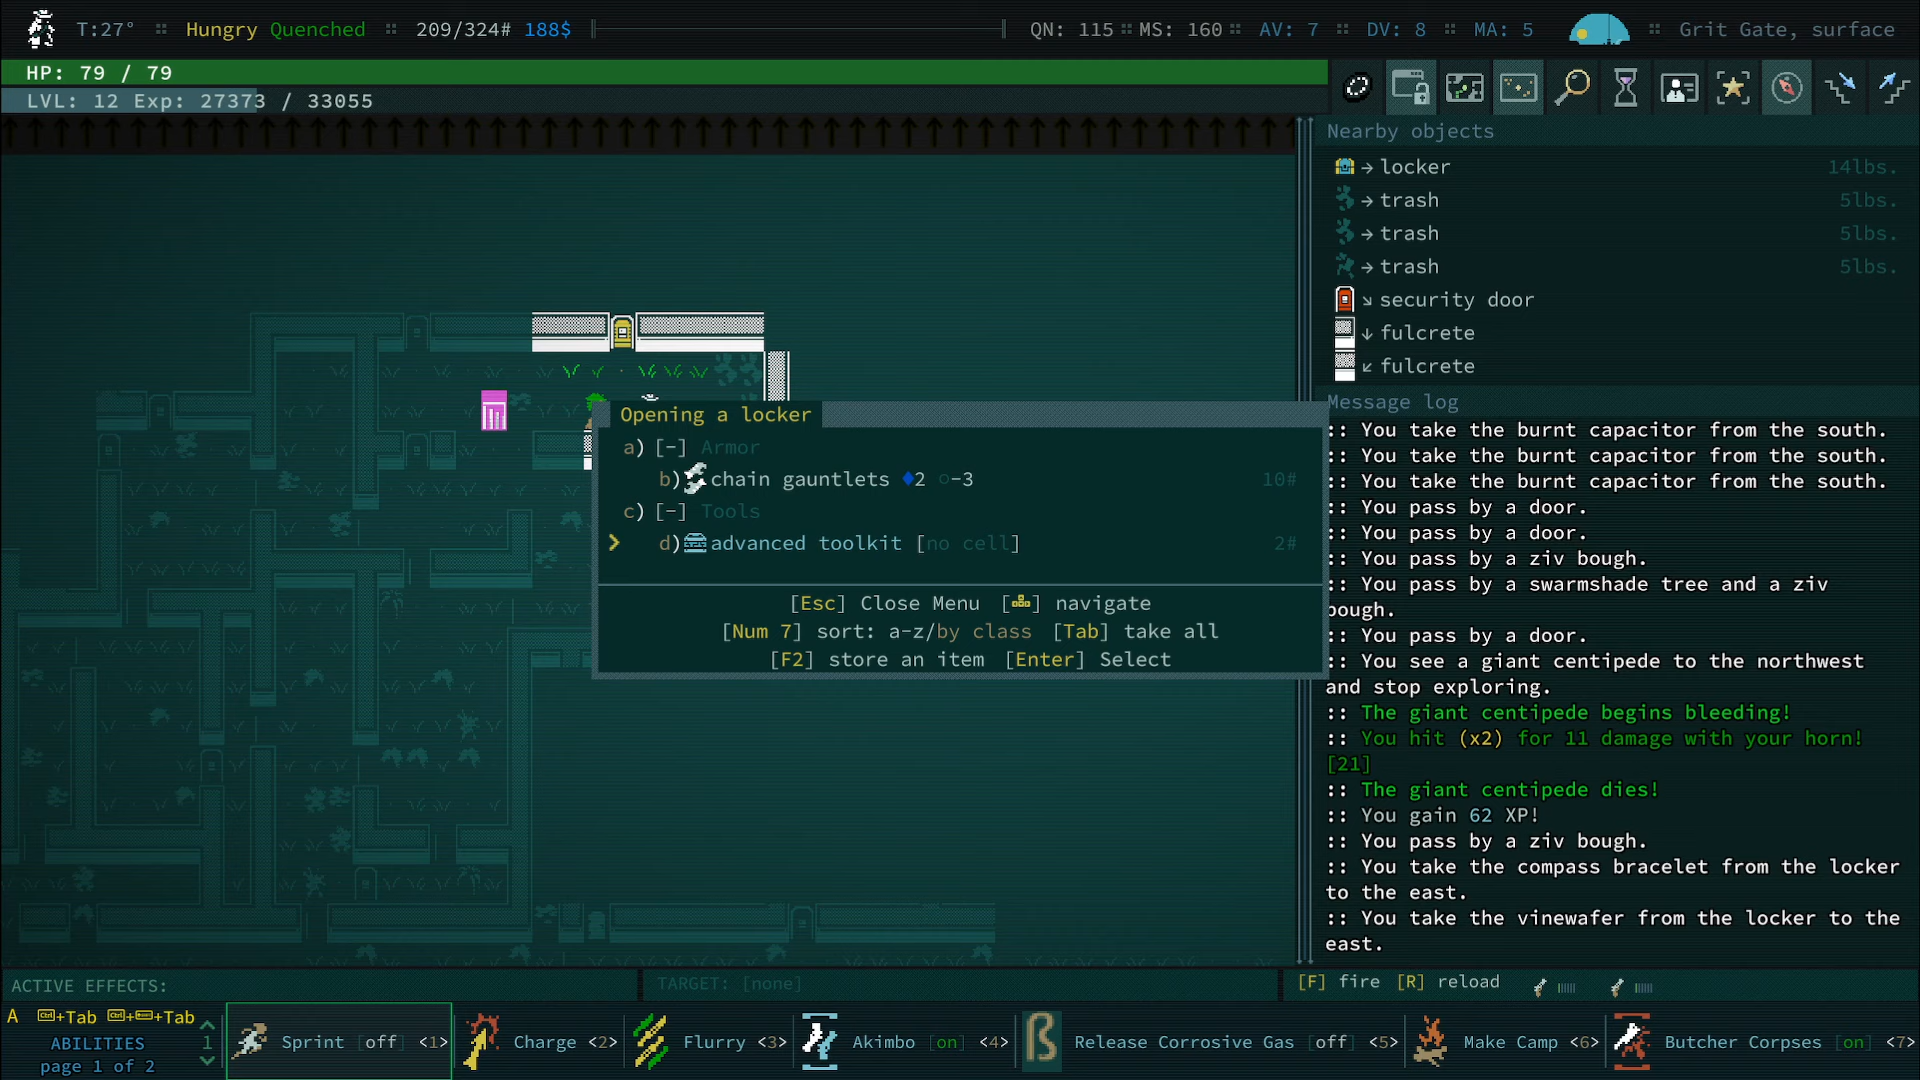 T:27° Hungry Quenched 209/324# 188$ QN: 115 MS: 160 AV: 7 DV: 8 MA: 5 Grit Gate, surface
HP: 79 / 79
LVL: 12 Exp: 27373 / 33055
Nearby objects
locker 14lbs.
trash 5lbs.
trash 5lbs.
trash 5lbs.
security door
fulcrete
fulcrete
Opening a locker
a) [-] Armor
b) chain gauntlets ♦2 ○-3 10#
c) [-] Tools
> d) advanced toolkit [no cell] 2#
[Esc] Close Menu [] navigate
[Num 7] sort: a-z/by class [Tab] take all
[F2] store an item [Enter] Select
Message log
:: You take the burnt capacitor from the south.
:: You take the burnt capacitor from the south.
:: You take the burnt capacitor from the south.
:: You pass by a door.
:: You pass by a door.
:: You pass by a ziv bough.
:: You pass by a swarmshade tree and a ziv
bough.
:: You pass by a door.
:: You see a giant centipede to the northwest
and stop exploring.
:: The giant centipede begins bleeding!
:: You hit (x2) for 11 damage with your horn!
[21]
:: The giant centipede dies!
:: You gain 62 XP!
:: You pass by a ziv bough.
:: You take the compass bracelet from the locker
to the east.
:: You take the vinewafer from the locker to the
east.
ACTIVE EFFECTS:
TARGET: [none]
[F] fire [R] reload
A Ctrl+Tab Ctrl++Tab
ABILITIES 1
page 1 of 2
Sprint [off] <1>
Charge <2>
Flurry <3>
Akimbo [on] <4>
Release Corrosive Gas [off] <5>
Make Camp <6>
Butcher Corpses [on] <7>